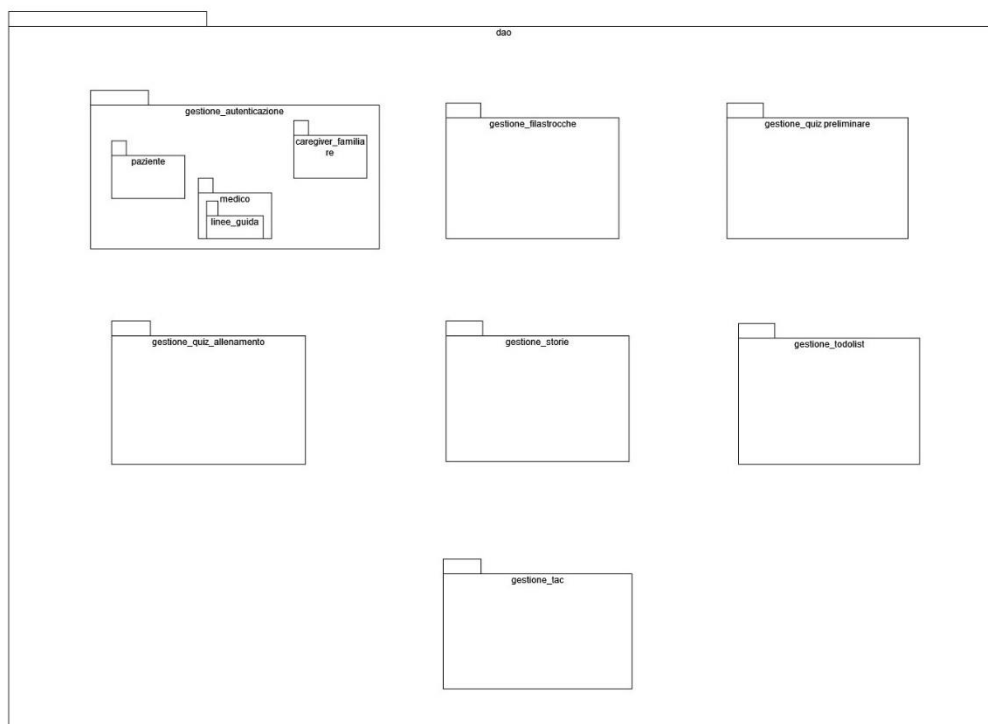 dao
gestione_autenticazione
caregiver_familia
re
paziente
medico
linee_guida
gestione_filastrocche
gestione_quiz preliminare
gestione_quiz_allenamento
gestione_storie
gestione_todolist
gestione_tac